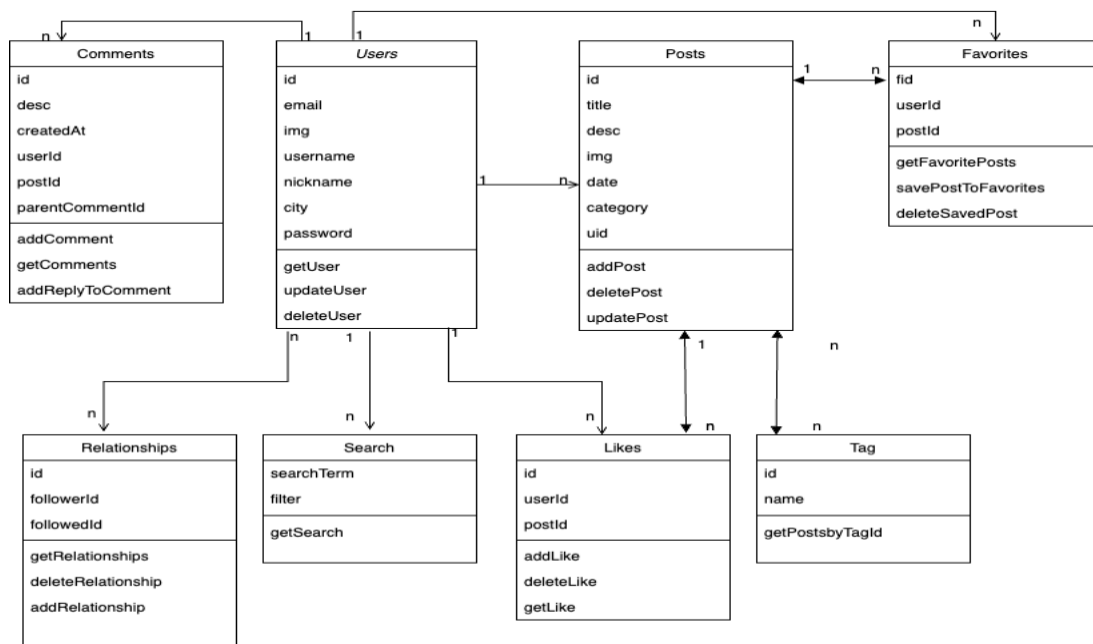 n
1
1
n
Comments
id
desc
createdAt
userId
postId
parentCommentId
addComment
getComments
addReplyToComment
Users
id
email
img
username
nickname
city
password
getUser
updateUser
deleteUser
1
n
Posts
id
title
desc
img
date
category
uid
addPost
deletePost
updatePost
1
n
Favorites
fid
userId
postId
getFavoritePosts
savePostToFavorites
deleteSavedPost
n
1
1
1
n
n
n
n
n
n
Relationships
id
followerId
followedId
getRelationships
deleteRelationship
addRelationship
Search
searchTerm
filter
getSearch
Likes
id
userId
postId
addLike
deleteLike
getLike
Tag
id
name
getPostsbyTagId